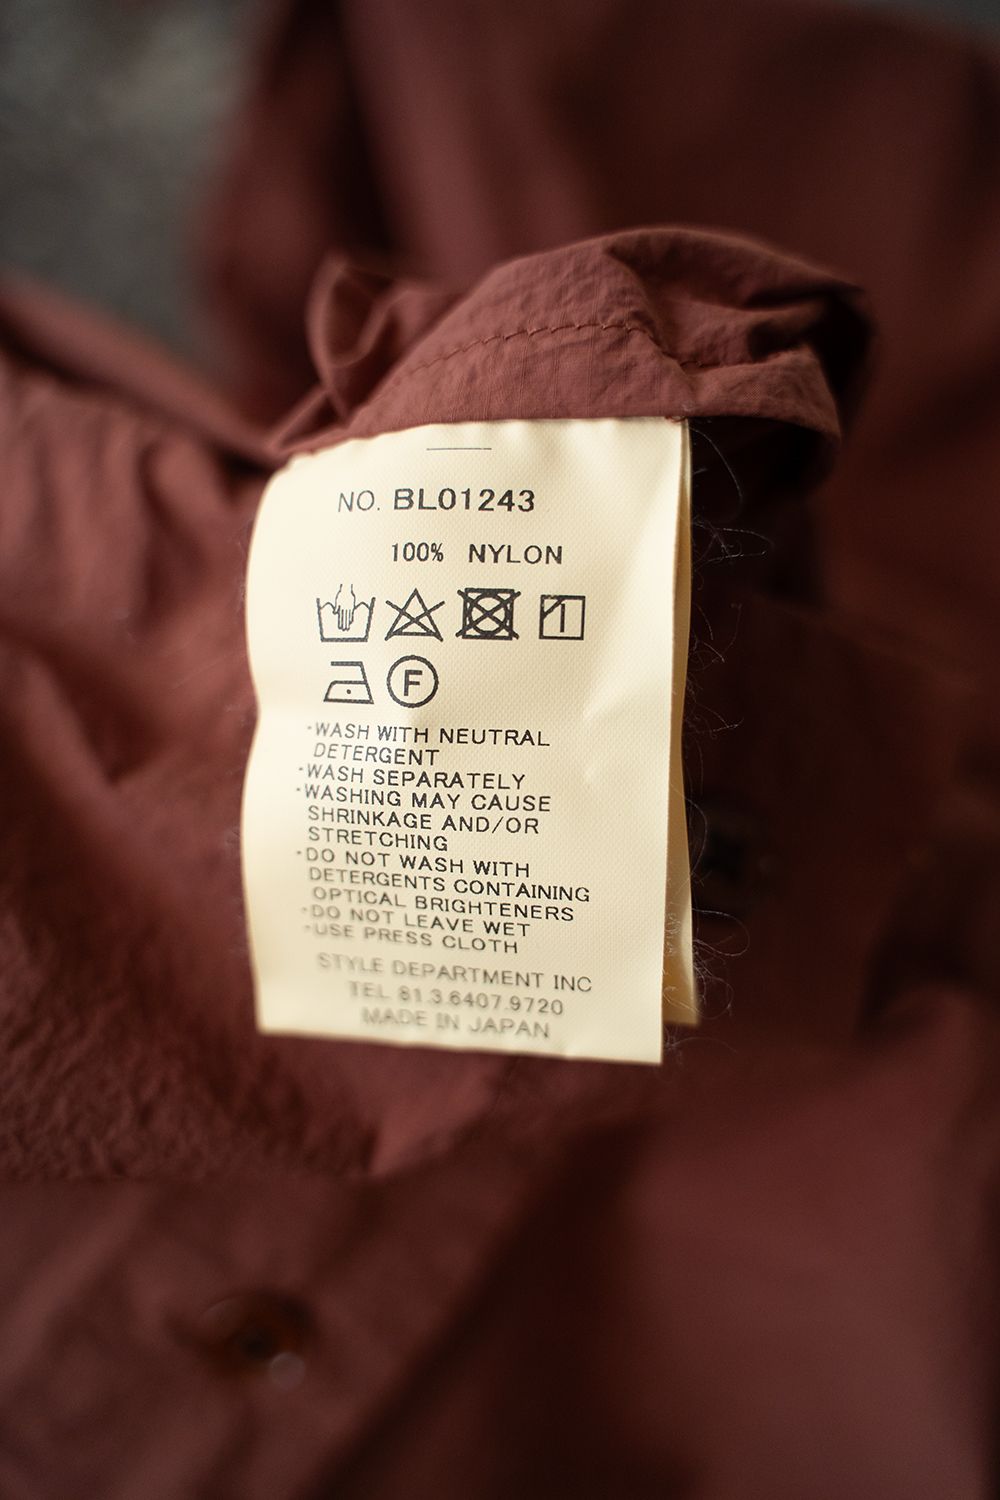 NO. BL01243
100% NYLON
F
·WASH WITH NEUTRAL
DETERGENT
·WASH SEPARATELY
·WASHING MAY CAUSE
SHRINKAGE AND/OR
STRETCHING
·DO NOT WASH WITH
DETERGENTS CONTAINING
OPTICAL BRIGHTENERS
·DO NOT LEAVE WET
·USE PRESS CLOTH
STYLE DEPARTMENT INC
TEL 81.3.6407.9720
MADE IN JAPAN